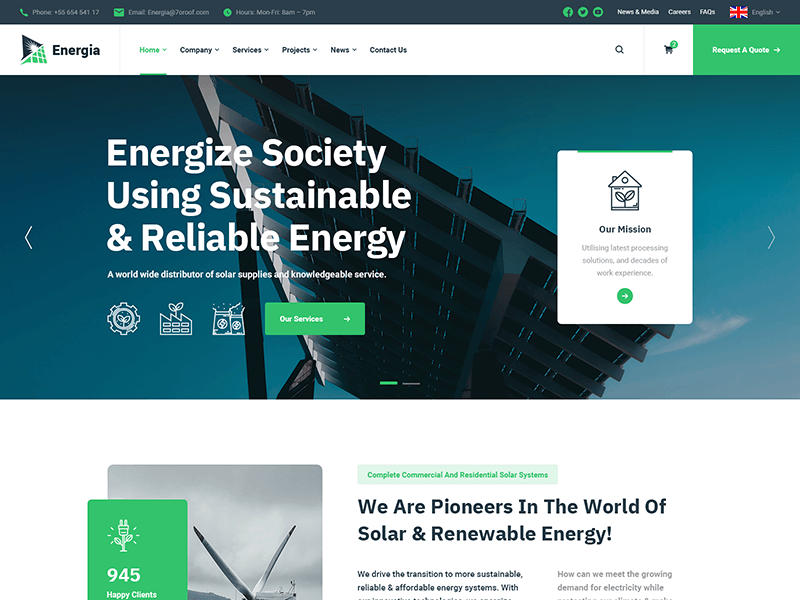 Phone: +55 654 541 17
Email: Energia@7oroof.com
Hours: Mon-Fri: 8am – 7pm
News & Media
Careers
FAQs
English
Energia
Home
Company
Services
Projects
News
Contact Us
2
Request A Quote
Energize Society
Using Sustainable
& Reliable Energy
A world wide distributor of solar supplies and knowledgeable service.
Our Services
Our Mission
Utilising latest processing
solutions, and decades of
work experience.
Complete Commercial And Residential Solar Systems
We Are Pioneers In The World Of
Solar & Renewable Energy!
945
Happy Clients
We drive the transition to more sustainable,
reliable & affordable energy systems. With
How can we meet the growing
demand for electricity while